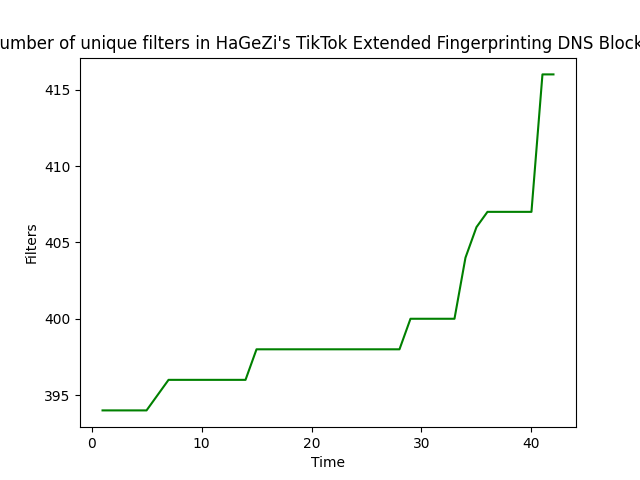 umber of unique filters in HaGeZi's TikTok Extended Fingerprinting DNS Block
415
410
405
400
395
Filters
0 10 20 30 40
Time